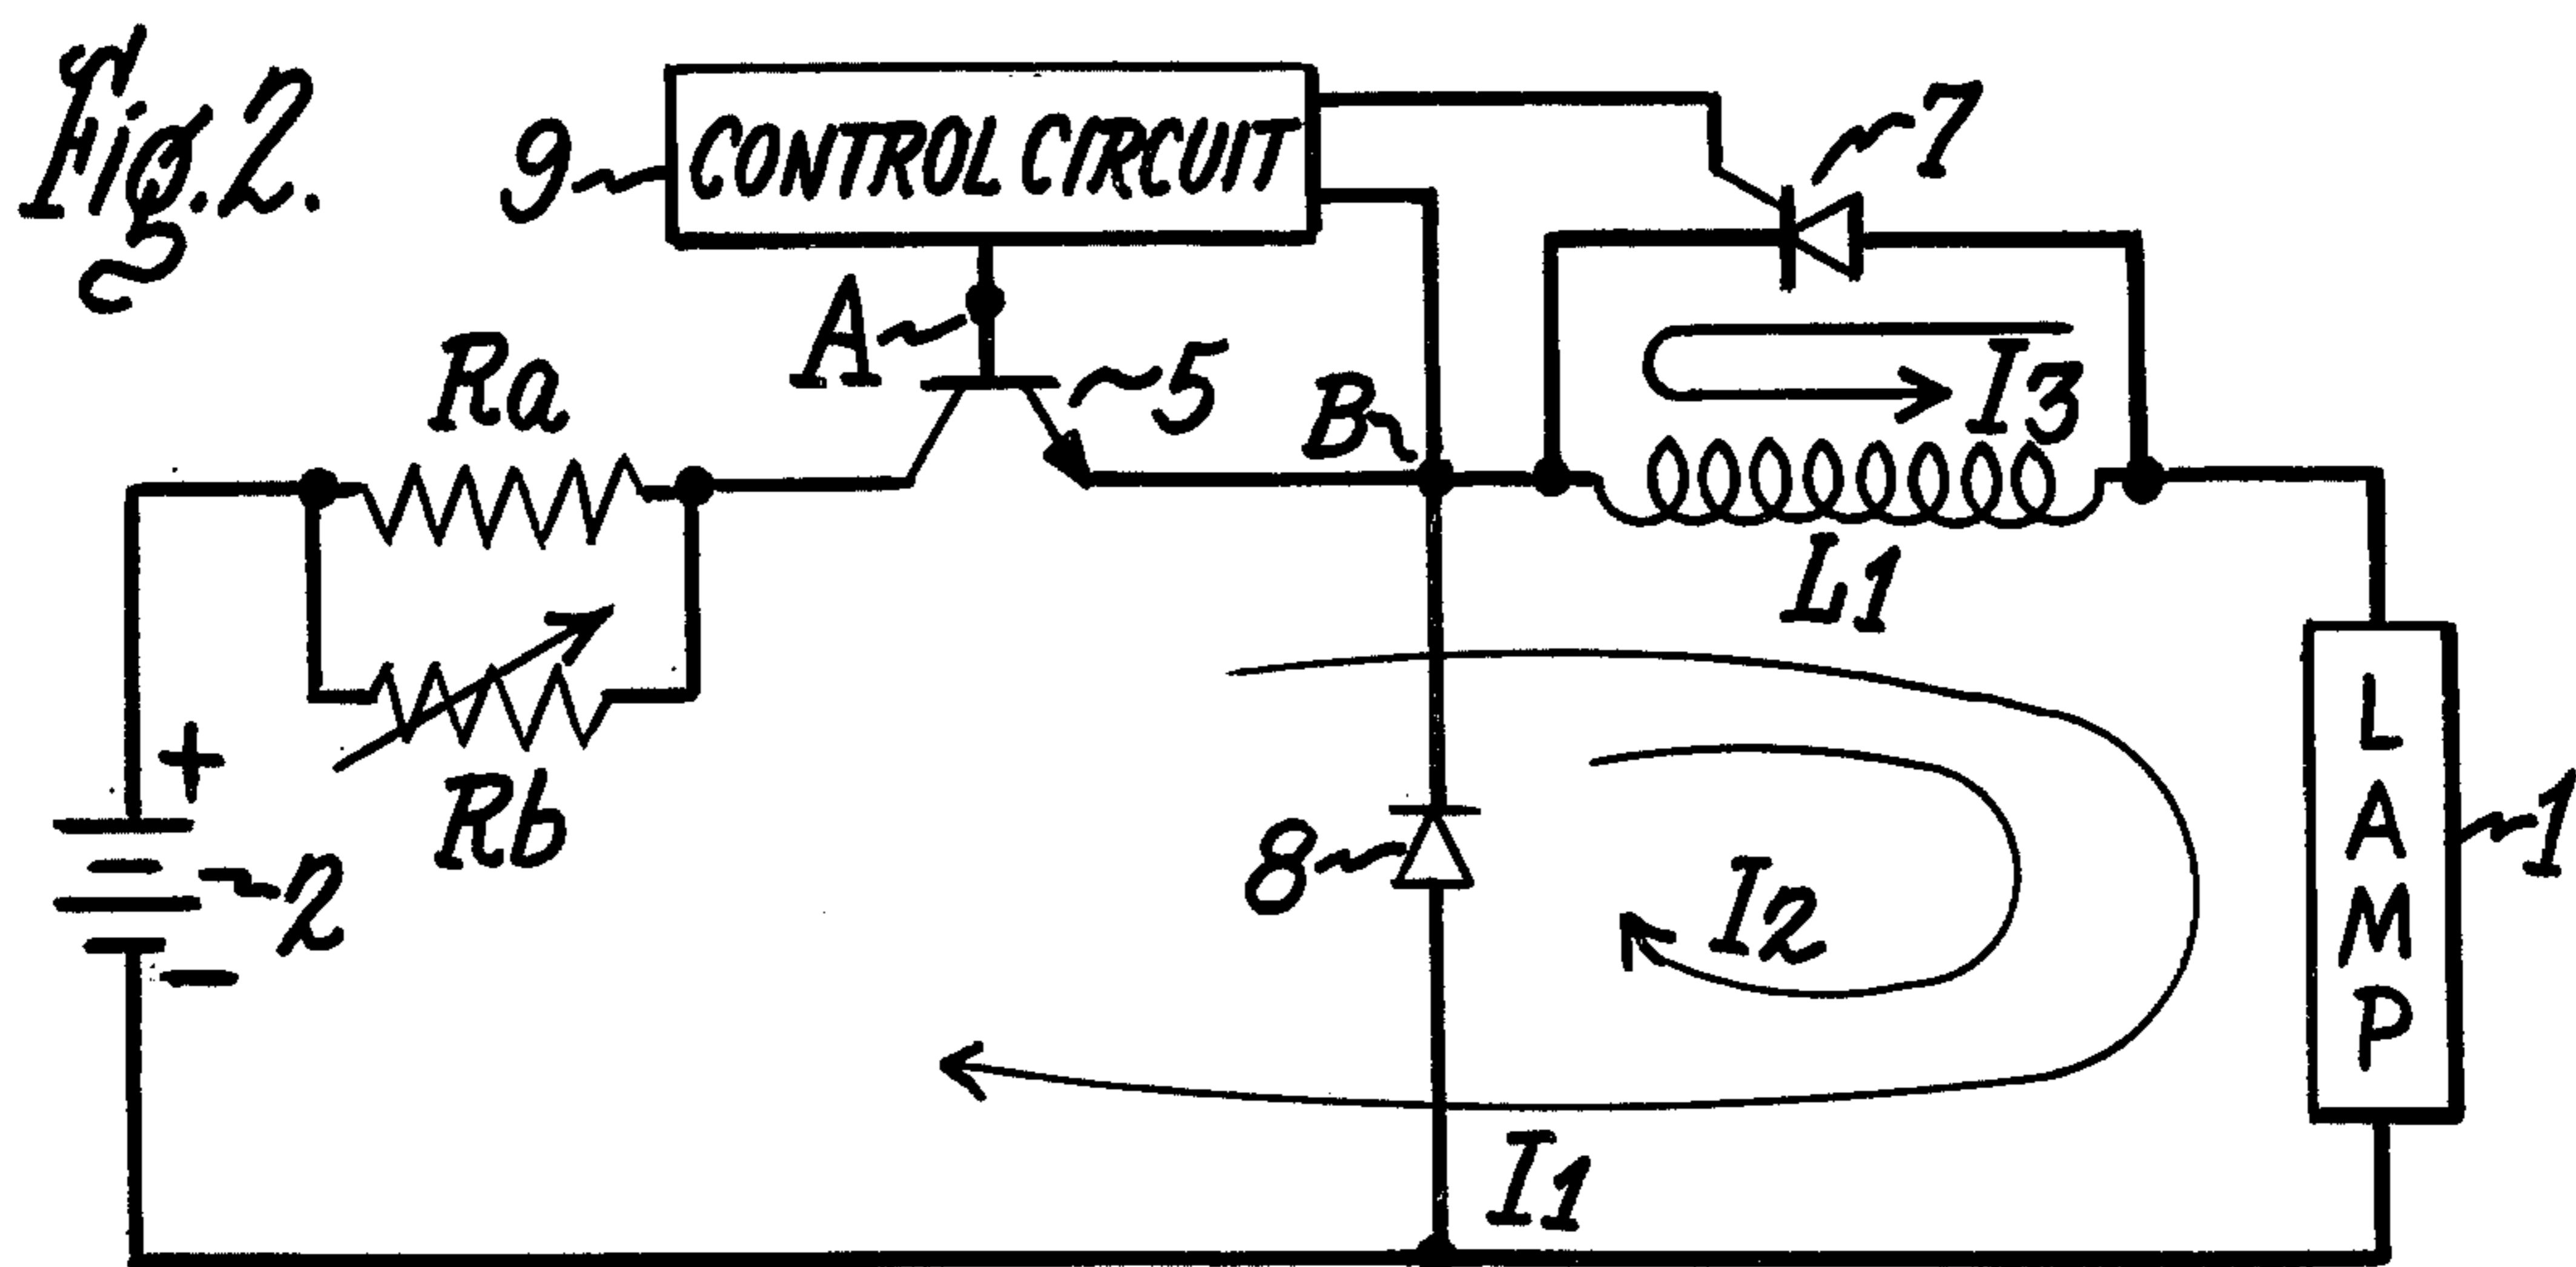 Fig. 2.
9
CONTROL CIRCUIT
7
A
5
B
Ra
I3
L1
Rb
+
2
-
8
I2
I1
LAMP
1